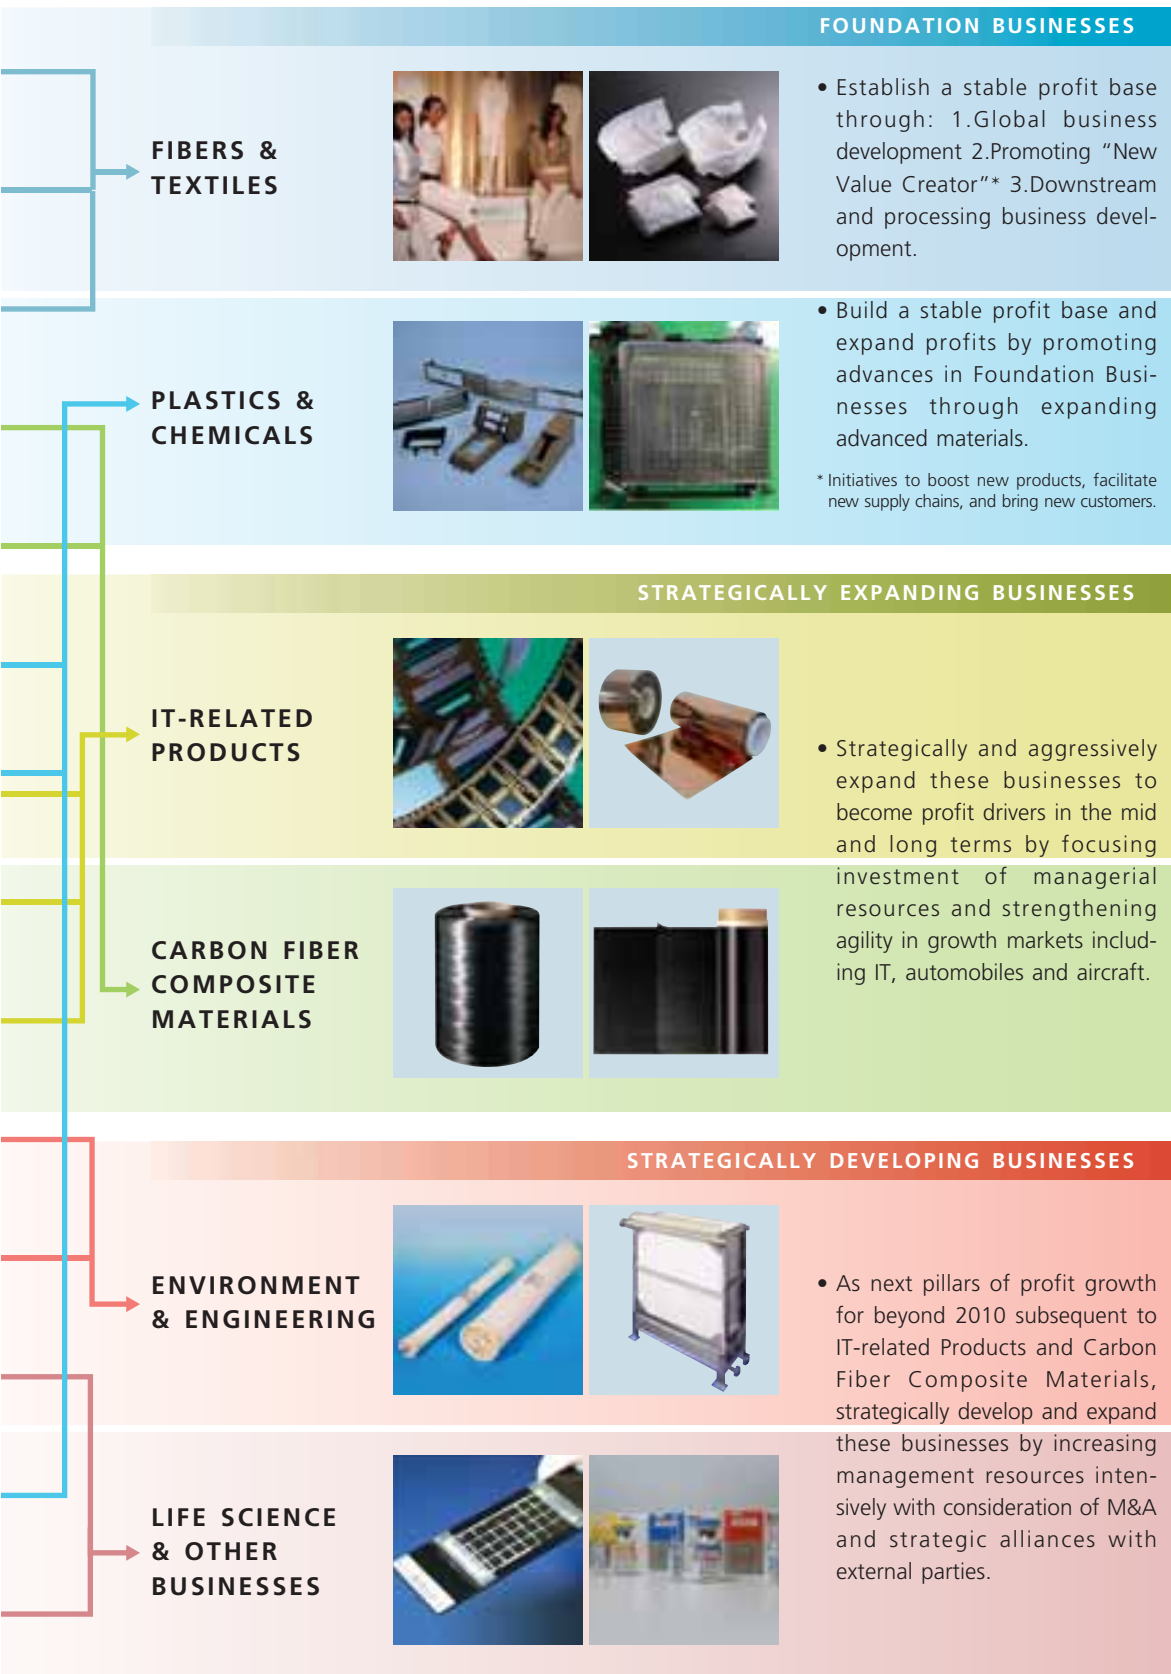 FOUNDATION BUSINESSES
FIBERS &
TEXTILES
• Establish a stable profit base
through: 1.Global business
development 2.Promoting “New
Value Creator”* 3.Downstream
and processing business devel-
opment.
PLASTICS &
CHEMICALS
• Build a stable profit base and
expand profits by promoting
advances in Foundation Busi-
nesses through expanding
advanced materials.
* Initiatives to boost new products, facilitate
new supply chains, and bring new customers.
STRATEGICALLY EXPANDING BUSINESSES
IT-RELATED
PRODUCTS
CARBON FIBER
COMPOSITE
MATERIALS
• Strategically and aggressively
expand these businesses to
become profit drivers in the mid
and long terms by focusing
investment of managerial
resources and strengthening
agility in growth markets includ-
ing IT, automobiles and aircraft.
STRATEGICALLY DEVELOPING BUSINESSES
ENVIRONMENT
& ENGINEERING
LIFE SCIENCE
& OTHER
BUSINESSES
• As next pillars of profit growth
for beyond 2010 subsequent to
IT-related Products and Carbon
Fiber Composite Materials,
strategically develop and expand
these businesses by increasing
management resources inten-
sively with consideration of M&A
and strategic alliances with
external parties.